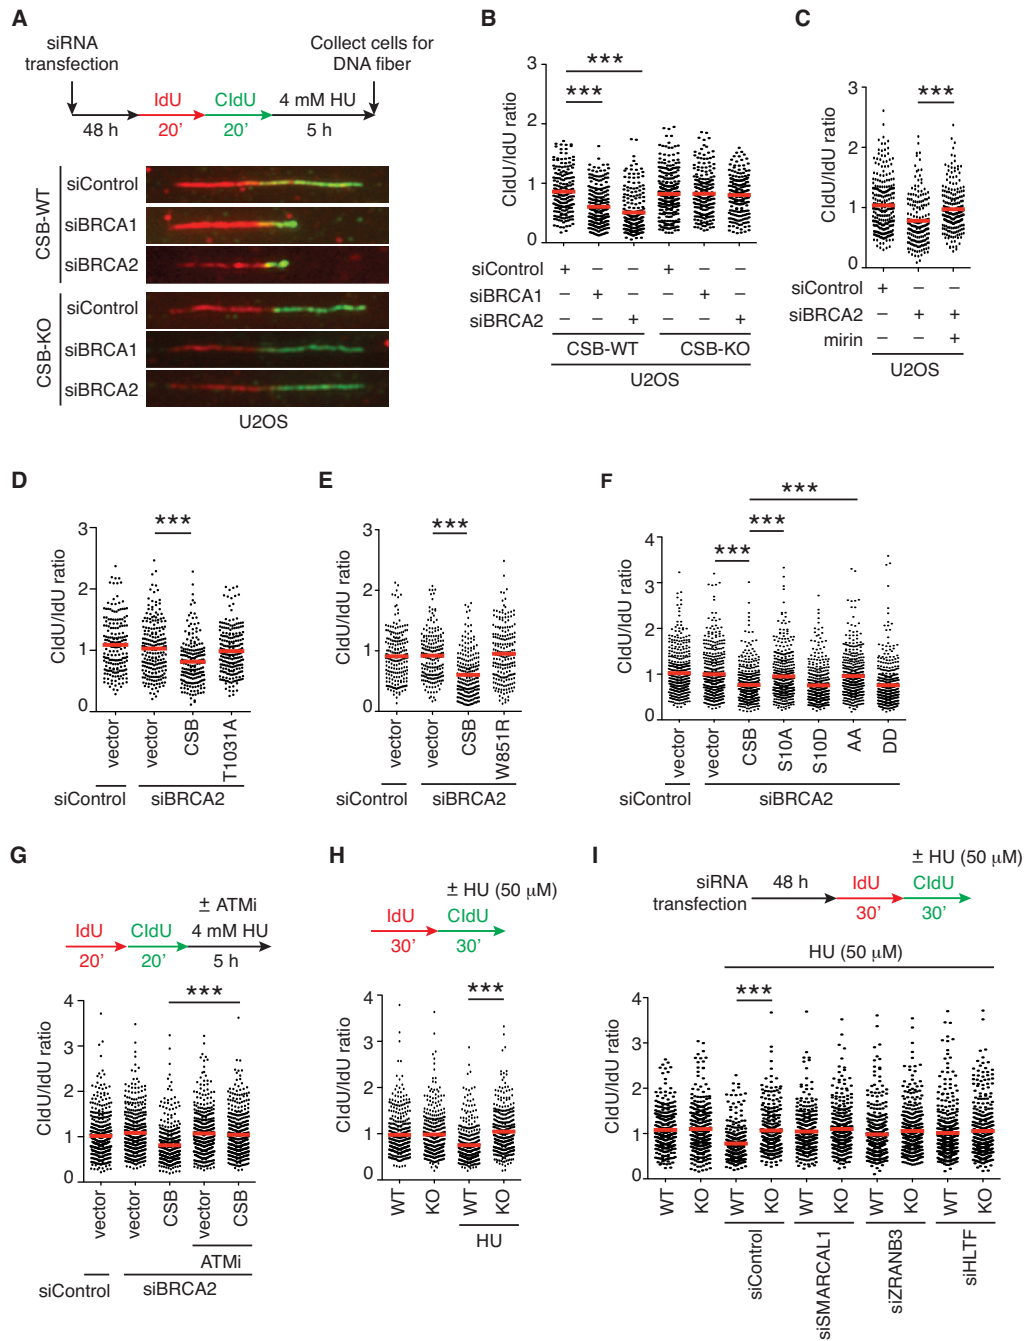 A
siRNA
transfection
Collect cells for
DNA fiber
IdU
CldU
4 mM HU
48 h
20'
20'
5 h
CSB-WT
siControl
siBRCA1
siBRCA2
CSB-KO
siControl
siBRCA1
siBRCA2
U2OS
B
CldU/IdU ratio
3
2
1
0
***
***
siControl + – – + – –
siBRCA1 – + – – + –
siBRCA2 – – + – – +
CSB-WT CSB-KO
U2OS
C
CldU/IdU ratio
3
2
1
0
***
siControl + – –
siBRCA2 – + +
mirin – – +
U2OS
D
CldU/IdU ratio
3
2
1
0
***
vector
vector
CSB
T1031A
siControl siBRCA2
E
CldU/IdU ratio
3
2
1
0
***
vector
vector
CSB
W851R
siControl siBRCA2
F
CldU/IdU ratio
4
3
2
1
0
***
***
***
vector
vector
CSB
S10A
S10D
AA
DD
siControl siBRCA2
G
± ATMi
IdU
CldU
4 mM HU
20'
20'
5 h
CldU/IdU ratio
4
3
2
1
0
***
vector
vector
CSB
vector
CSB
ATMi
siControl siBRCA2
H
± HU (50 μM)
IdU
CldU
30'
30'
CldU/IdU ratio
4
3
2
1
0
***
WT
KO
WT
KO
HU
I
± HU (50 μM)
siRNA
transfection
48 h
IdU
CldU
30'
30'
HU (50 μM)
CldU/IdU ratio
4
3
2
1
0
***
WT
KO
WT
KO
WT
KO
WT
KO
WT
KO
siControl
siSMARCAL1
siZRANB3
siHLTF